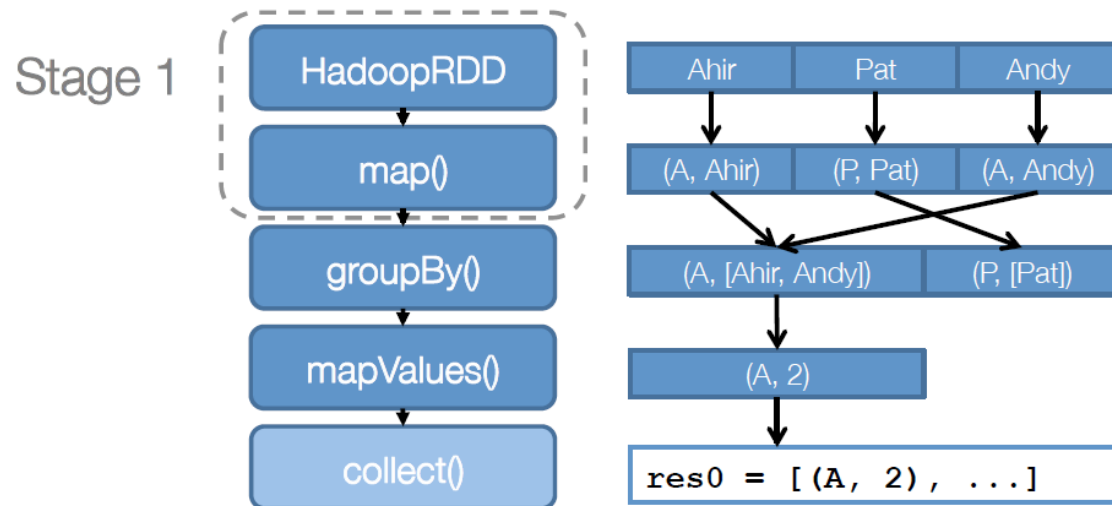 Stage 1
HadoopRDD
map()
groupBy()
mapValues()
collect()
Ahir Pat Andy
(A, Ahir) (P, Pat) (A, Andy)
(A, [Ahir, Andy]) (P, [Pat])
(A, 2)
res0 = [(A, 2), ...]